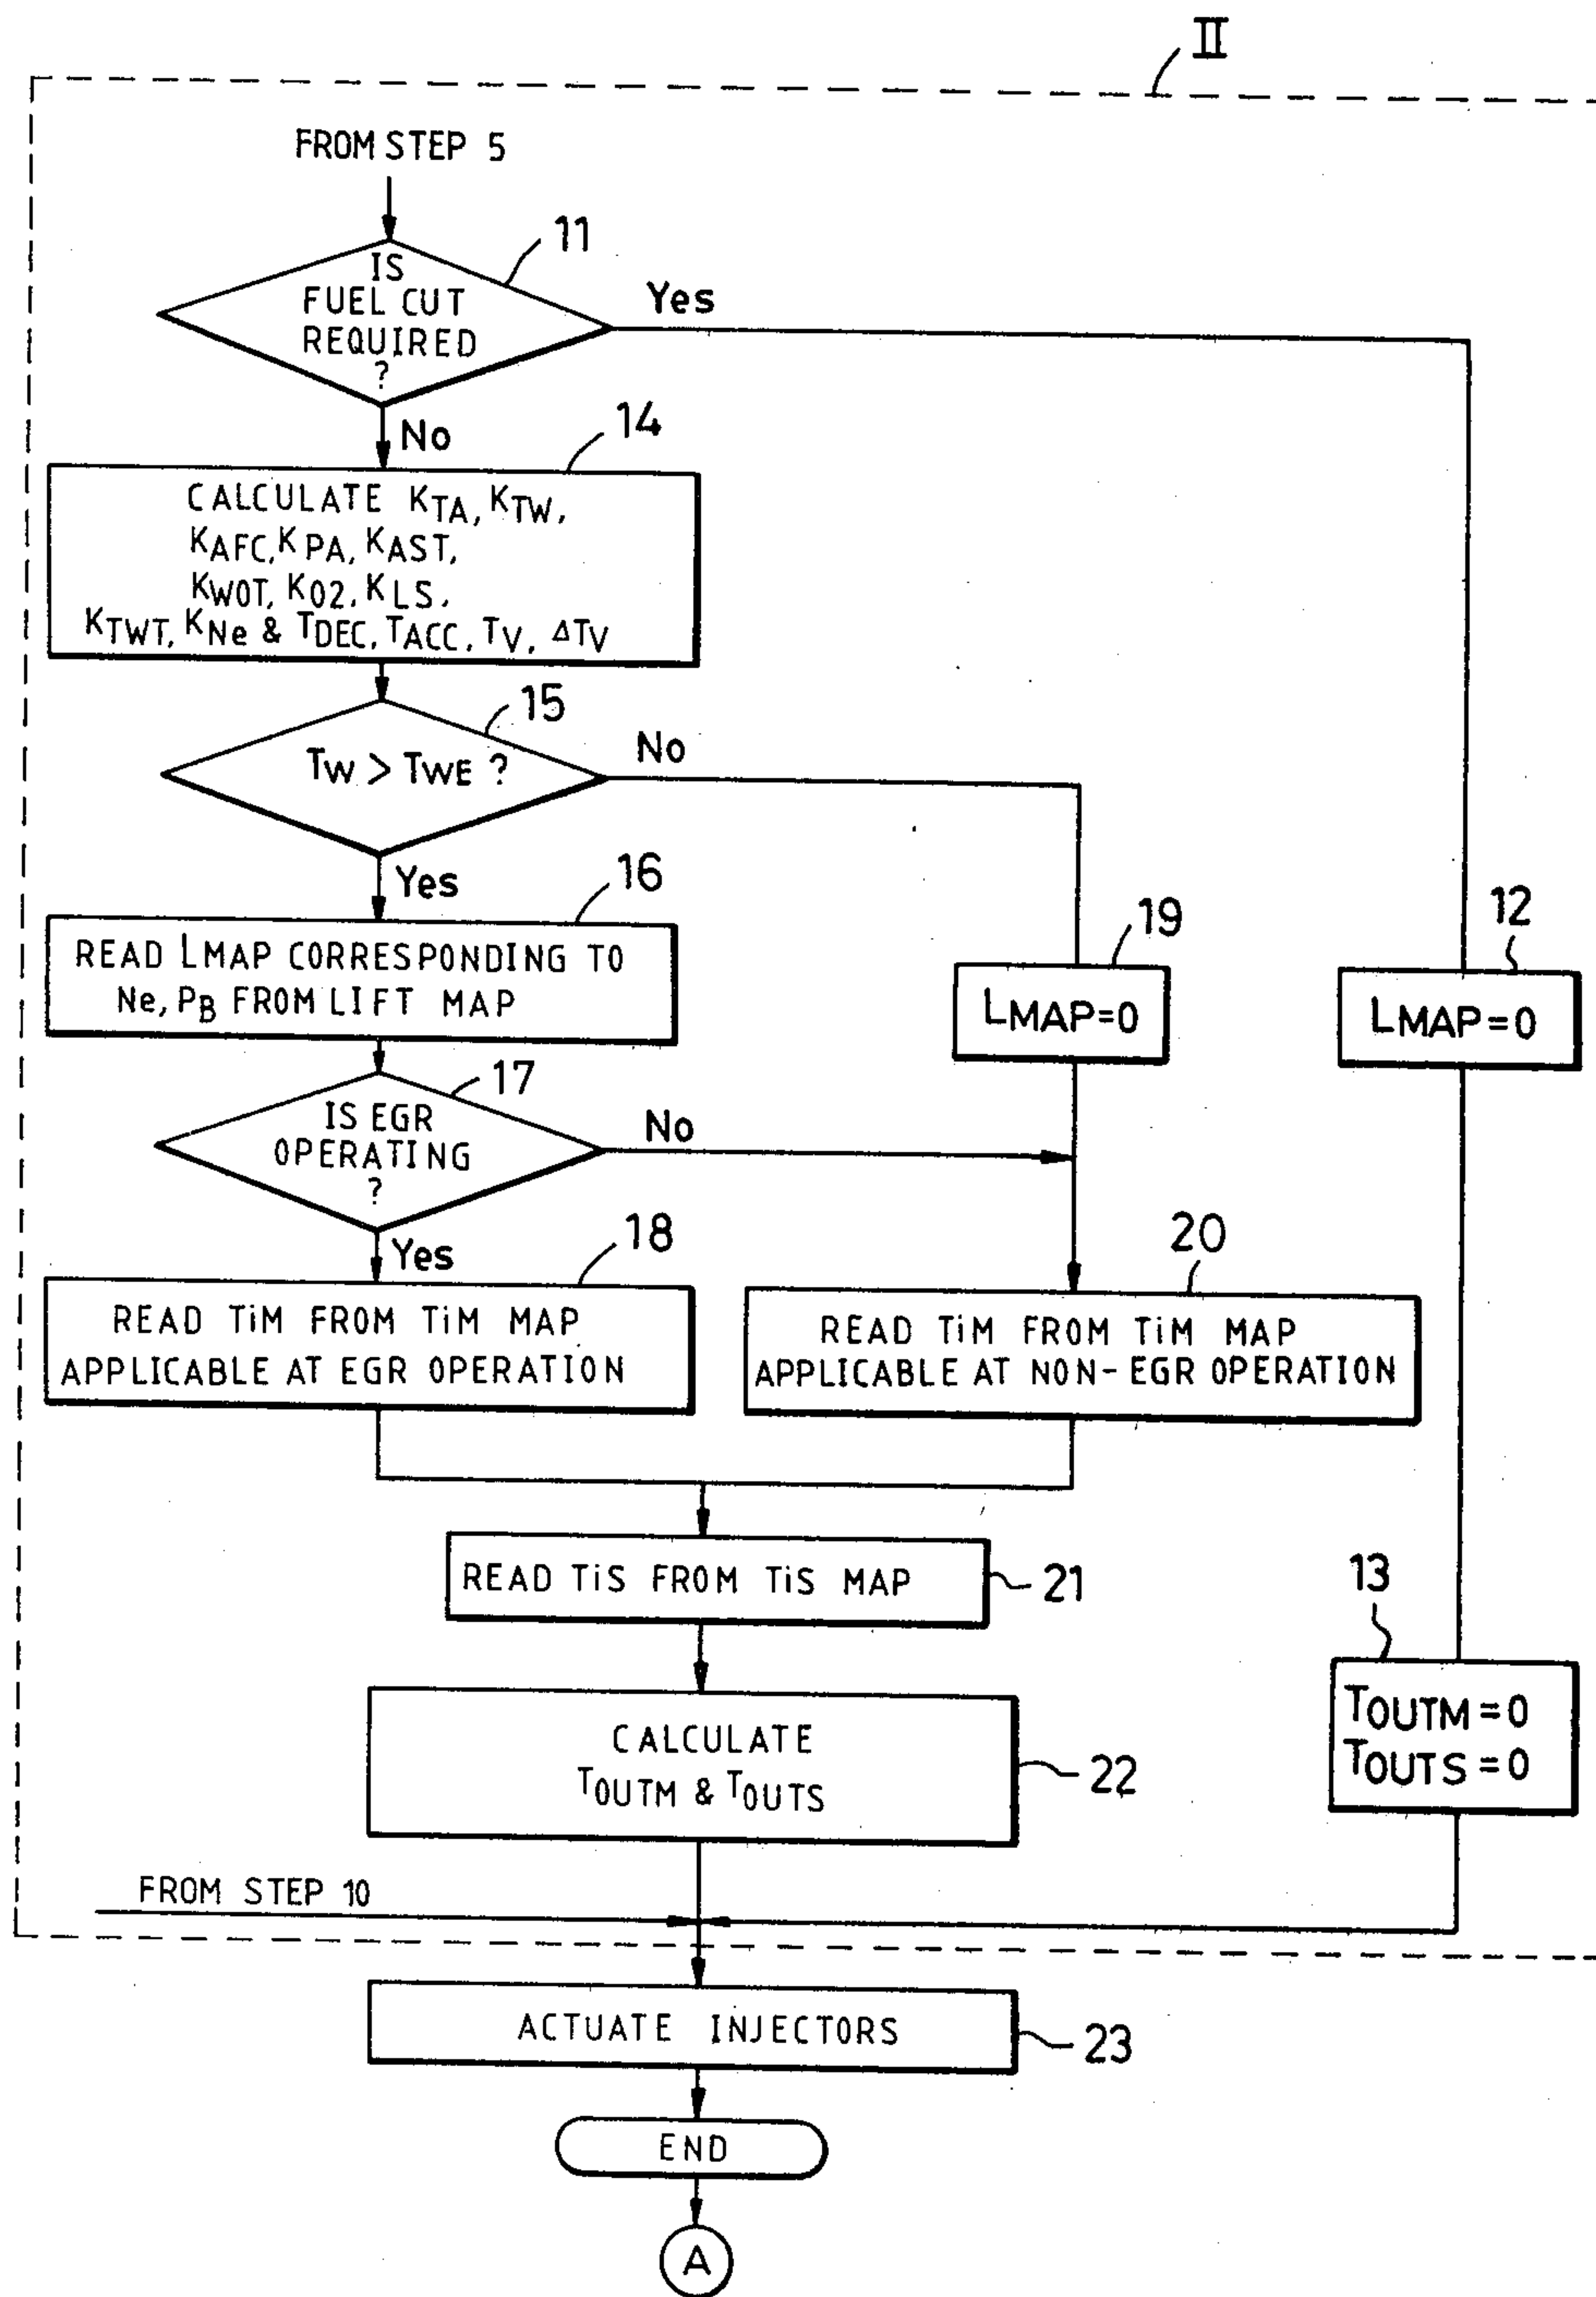 II
FROM STEP 5
11
IS
FUEL CUT
REQUIRED
?
Yes
No
14
CALCULATE KTA, KTW,
KAFC, KPA, KAST,
KWOT, KO2, KLS,
KTWT, KNe & TDEC, TACC, TV, ΔTV
15
TW > TWE ?
No
Yes
16
READ LMAP CORRESPONDING TO
Ne, PB FROM LIFT MAP
19
LMAP=0
12
LMAP=0
17
IS EGR
OPERATING
?
No
Yes
18
READ TiM FROM TiM MAP
APPLICABLE AT EGR OPERATION
20
READ TiM FROM TiM MAP
APPLICABLE AT NON-EGR OPERATION
READ TiS FROM TiS MAP
21
13
TOUTM=0
TOUTS=0
CALCULATE
TOUTM & TOUTS
22
FROM STEP 10
ACTUATE INJECTORS
23
END
A